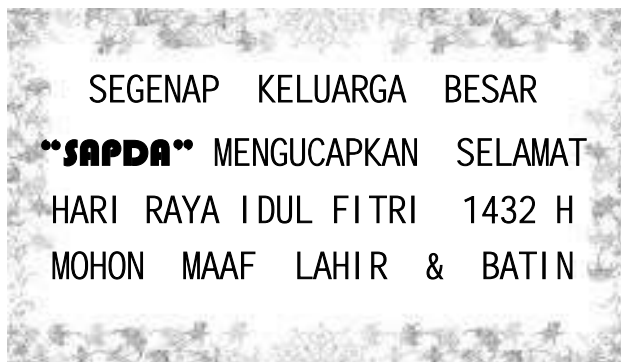 SEGENAP KELUARGA BESAR
“SAPDA” MENGUCAPKAN SELAMAT
HARI RAYA IDUL FITRI 1432 H
MOHON MAAF LAHIR & BATIN